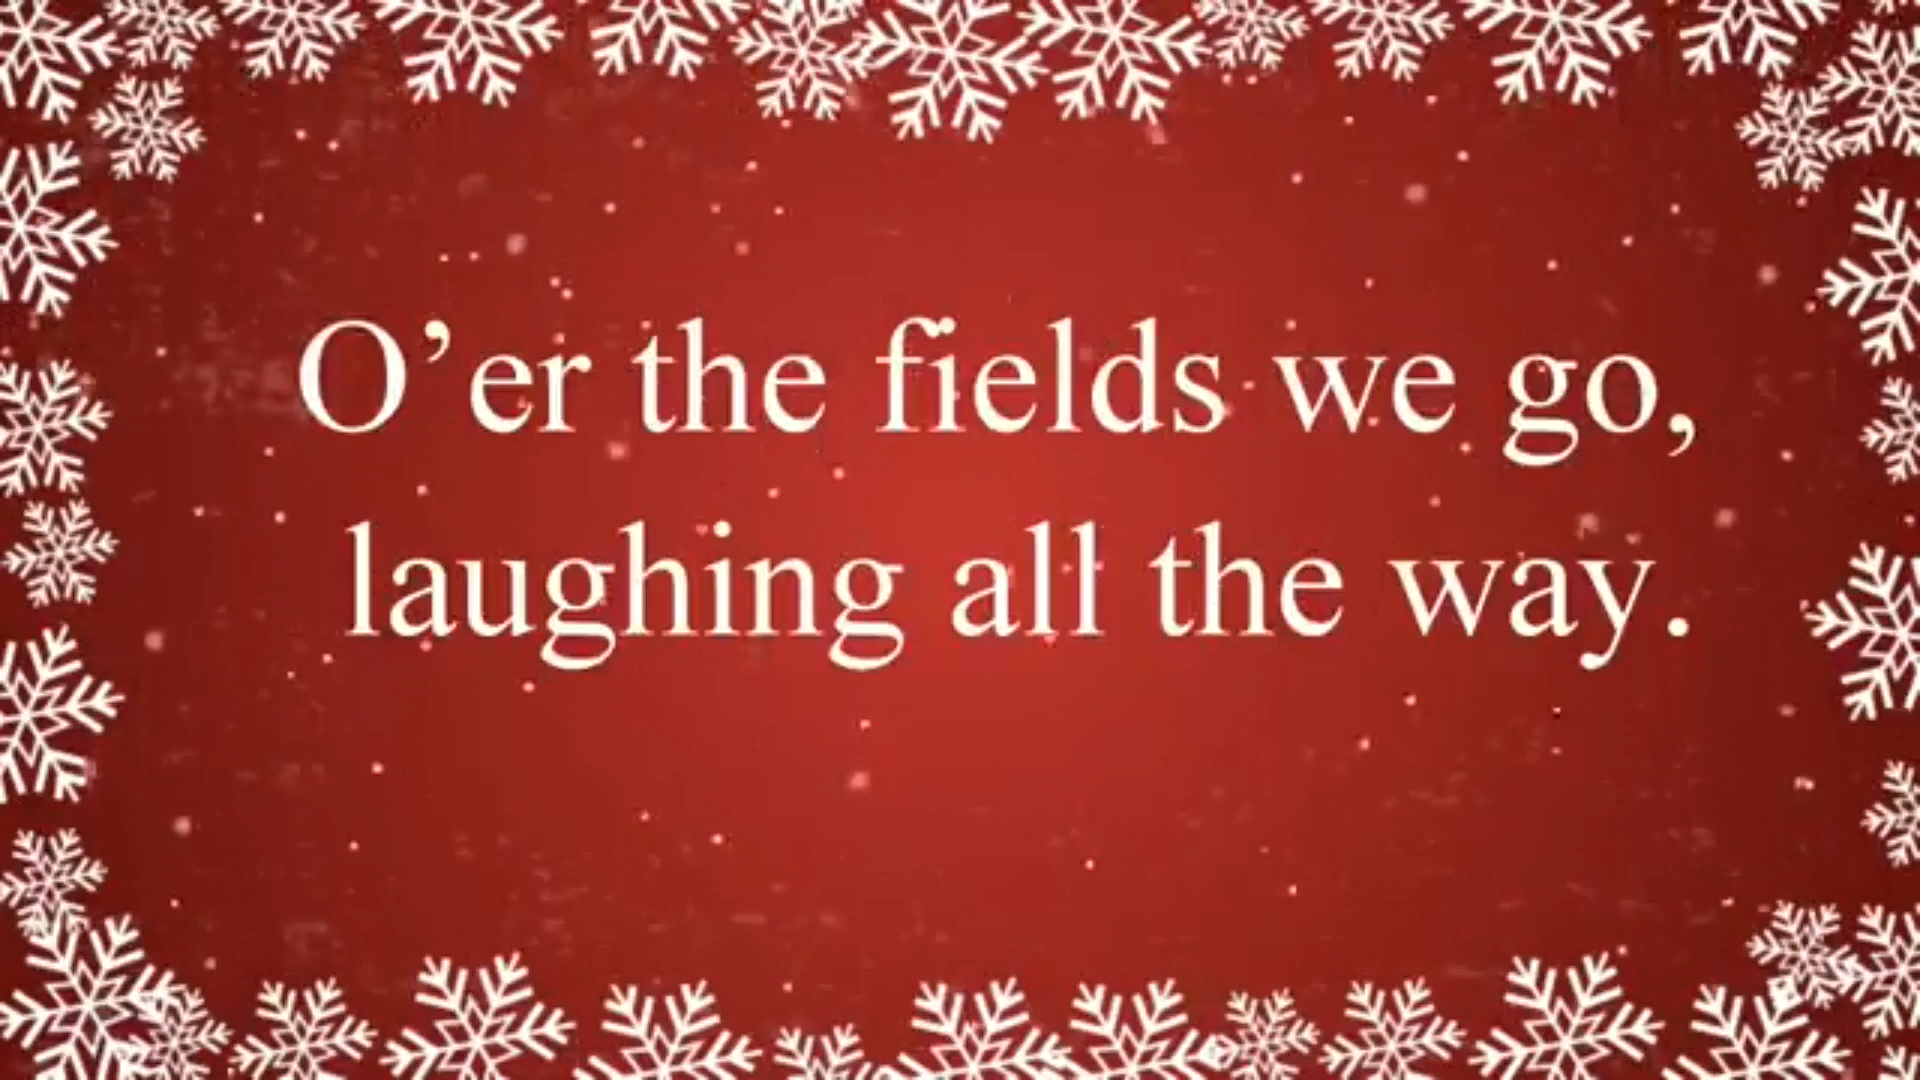 O’er the fields we go,
laughing all the way.